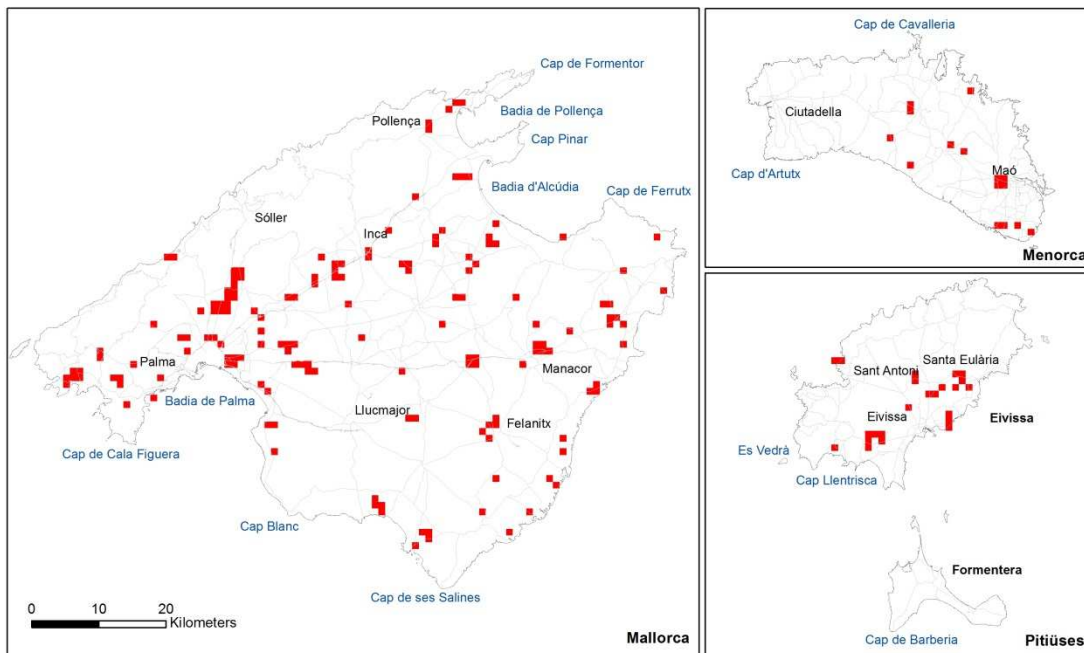 Cap de Formentor
Badia de Pollença
Pollença
Cap Pinar
Badia d'Alcúdia
Cap de Ferrutx
Sóller
Inca
Palma
Manacor
Badia de Palma
Llucmajor
Felanitx
Cap de Cala Figuera
Cap Blanc
Cap de ses Salines
0 10 20
Kilometers
Mallorca
Cap de Cavalleria
Ciutadella
Cap d'Artutx
Maó
Menorca
Santa Eulària
Sant Antoni
Eivissa
Eivissa
Es Vedrà
Cap Llentrisca
Formentera
Cap de Barberia
Pitiüses